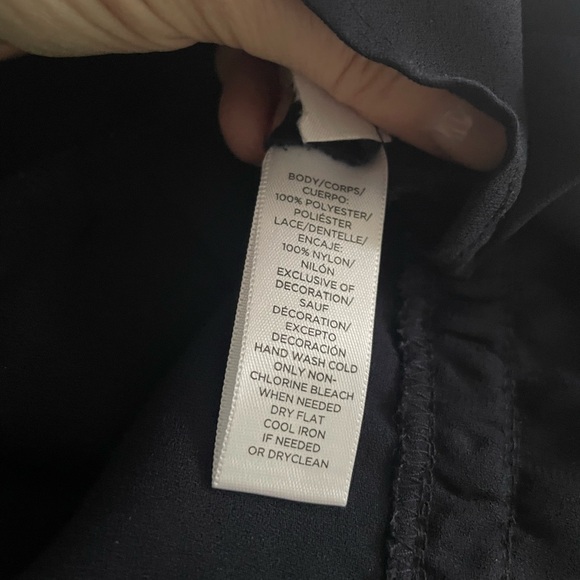 BODY/CORPS/
CUERPO:
100% POLYESTER/
POLIÉSTER
LACE/DENTELLE/
ENCAJE:
100% NYLON/
NILÓN
EXCLUSIVE OF
DECORATION/
SAUF
DÉCORATION/
EXCEPTO
DECORACIÓN
HAND WASH COLD
ONLY NON-
CHLORINE BLEACH
WHEN NEEDED
DRY FLAT
COOL IRON
IF NEEDED
OR DRYCLEAN